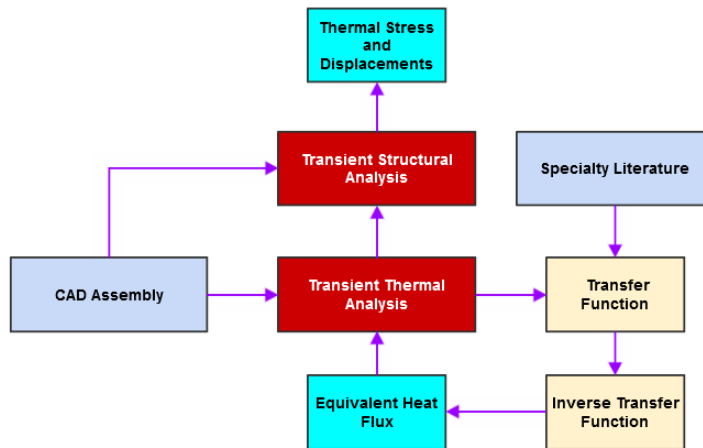 Thermal Stress
and
Displacements
Transient Structural
Analysis
Specialty Literature
CAD Assembly
Transient Thermal
Analysis
Transfer
Function
Equivalent Heat
Flux
Inverse Transfer
Function